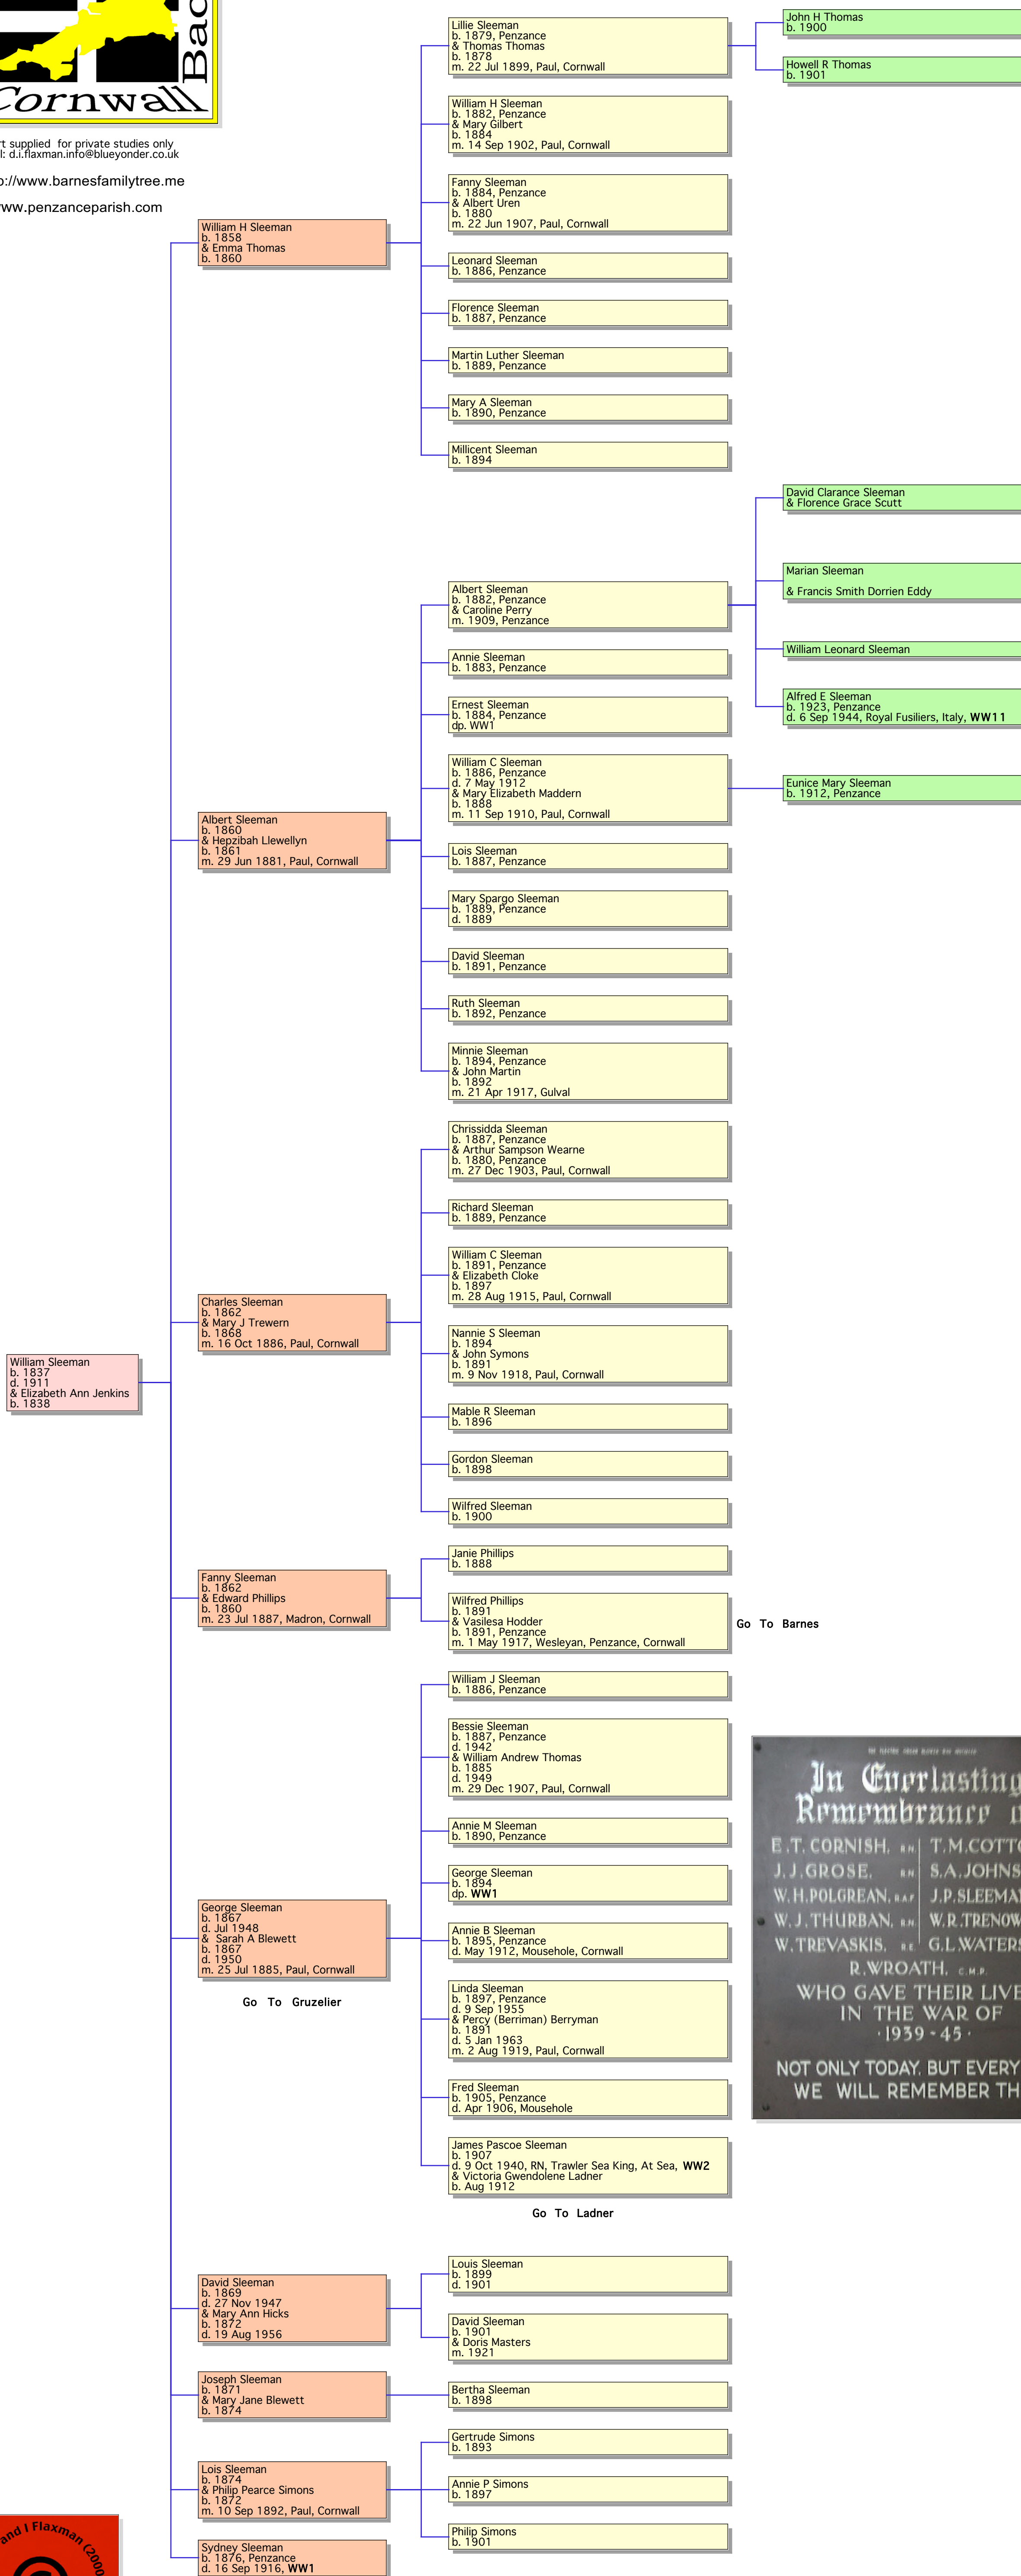 Bac
Cornwall
rt supplied for private studies only
l: d.i.flaxman.info@blueyonder.co.uk
p://www.barnesfamilytree.me
ww.penzanceparish.com
William Sleeman
b. 1837
d. 1911
& Elizabeth Ann Jenkins
b. 1838
William H Sleeman
b. 1858
& Emma Thomas
b. 1860
Lillie Sleeman
b. 1879, Penzance
& Thomas Thomas
b. 1878
m. 22 Jul 1899, Paul, Cornwall
John H Thomas
b. 1900
Howell R Thomas
b. 1901
William H Sleeman
b. 1882, Penzance
& Mary Gilbert
b. 1884
m. 14 Sep 1902, Paul, Cornwall
Fanny Sleeman
b. 1884, Penzance
& Albert Uren
b. 1880
m. 22 Jun 1907, Paul, Cornwall
Leonard Sleeman
b. 1886, Penzance
Florence Sleeman
b. 1887, Penzance
Martin Luther Sleeman
b. 1889, Penzance
Mary A Sleeman
b. 1890, Penzance
Millicent Sleeman
b. 1894
Albert Sleeman
b. 1860
& Hepzibah Llewellyn
b. 1861
m. 29 Jun 1881, Paul, Cornwall
Albert Sleeman
b. 1882, Penzance
& Caroline Perry
m. 1909, Penzance
David Clarance Sleeman
& Florence Grace Scutt
Marian Sleeman
& Francis Smith Dorrien Eddy
William Leonard Sleeman
Alfred E Sleeman
b. 1923, Penzance
d. 6 Sep 1944, Royal Fusiliers, Italy, WW11
Annie Sleeman
b. 1883, Penzance
Ernest Sleeman
b. 1884, Penzance
dp. WW1
William C Sleeman
b. 1886, Penzance
d. 7 May 1912
& Mary Elizabeth Maddern
b. 1888
m. 11 Sep 1910, Paul, Cornwall
Eunice Mary Sleeman
b. 1912, Penzance
Lois Sleeman
b. 1887, Penzance
Mary Spargo Sleeman
b. 1889, Penzance
d. 1889
David Sleeman
b. 1891, Penzance
Ruth Sleeman
b. 1892, Penzance
Minnie Sleeman
b. 1894, Penzance
& John Martin
b. 1892
m. 21 Apr 1917, Gulval
Charles Sleeman
b. 1862
& Mary J Trewern
b. 1868
m. 16 Oct 1886, Paul, Cornwall
Chrissidda Sleeman
b. 1887, Penzance
& Arthur Sampson Wearne
b. 1880, Penzance
m. 27 Dec 1903, Paul, Cornwall
Richard Sleeman
b. 1889, Penzance
William C Sleeman
b. 1891, Penzance
& Elizabeth Cloke
b. 1897
m. 28 Aug 1915, Paul, Cornwall
Nannie S Sleeman
b. 1894
& John Symons
b. 1891
m. 9 Nov 1918, Paul, Cornwall
Mable R Sleeman
b. 1896
Gordon Sleeman
b. 1898
Wilfred Sleeman
b. 1900
Fanny Sleeman
b. 1862
& Edward Phillips
b. 1860
m. 23 Jul 1887, Madron, Cornwall
Janie Phillips
b. 1888
Wilfred Phillips
b. 1891
& Vasilesa Hodder
b. 1891, Penzance
m. 1 May 1917, Wesleyan, Penzance, Cornwall
Go To Barnes
George Sleeman
b. 1867
d. Jul 1948
& Sarah A Blewett
b. 1867
d. 1950
m. 25 Jul 1885, Paul, Cornwall
Go To Gruzelier
William J Sleeman
b. 1886, Penzance
Bessie Sleeman
b. 1887, Penzance
d. 1942
& William Andrew Thomas
b. 1885
d. 1949
m. 29 Dec 1907, Paul, Cornwall
Annie M Sleeman
b. 1890, Penzance
George Sleeman
b. 1894
dp. WW1
Annie B Sleeman
b. 1895, Penzance
d. May 1912, Mousehole, Cornwall
Linda Sleeman
b. 1897, Penzance
d. 9 Sep 1955
& Percy (Berriman) Berryman
b. 1891
d. 5 Jan 1963
m. 2 Aug 1919, Paul, Cornwall
Fred Sleeman
b. 1905, Penzance
d. Apr 1906, Mousehole
James Pascoe Sleeman
b. 1907
d. 9 Oct 1940, RN, Trawler Sea King, At Sea, WW2
& Victoria Gwendolene Ladner
b. Aug 1912
Go To Ladner
In Everlasting
Remembrance o
E.T. CORNISH, R.N. T.M.COTTO
J.J.GROSE, R.N. S.A.JOHNS
W.H.POLGREAN, R.A.F J.P.SLEEMA
W.J.THURBAN, R.N. W.R.TRENOW
W.TREVASKIS, R.E. G.L.WATERS
R.WROATH, C.M.P.
WHO GAVE THEIR LIVE
IN THE WAR OF
·1939-45·
NOT ONLY TODAY, BUT EVERY
WE WILL REMEMBER TH
David Sleeman
b. 1869
d. 27 Nov 1947
& Mary Ann Hicks
b. 1872
d. 19 Aug 1956
Louis Sleeman
b. 1899
d. 1901
David Sleeman
b. 1901
& Doris Masters
m. 1921
Joseph Sleeman
b. 1871
& Mary Jane Blewett
b. 1874
Bertha Sleeman
b. 1898
Lois Sleeman
b. 1874
& Philip Pearce Simons
b. 1872
m. 10 Sep 1892, Paul, Cornwall
Gertrude Simons
b. 1893
Annie P Simons
b. 1897
Philip Simons
b. 1901
Sydney Sleeman
b. 1876, Penzance
d. 16 Sep 1916, WW1
and I Flaxman (2000